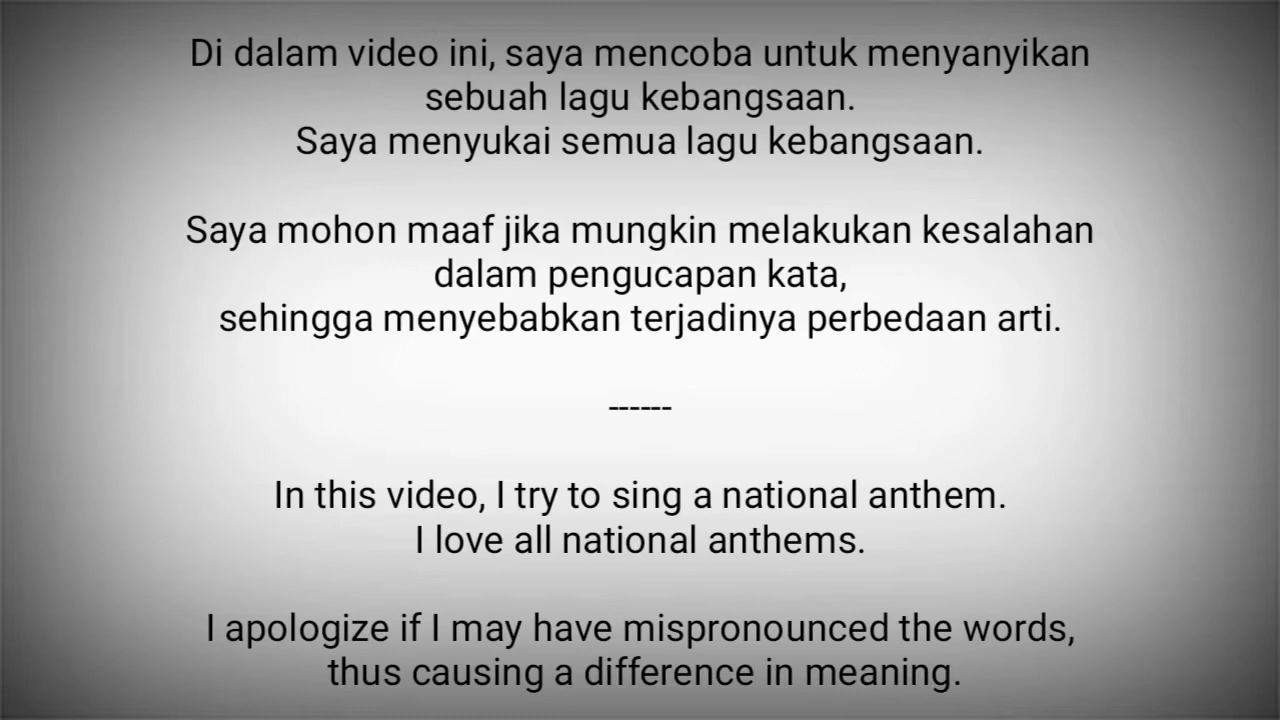 Di dalam video ini, saya mencoba untuk menyanyikan
sebuah lagu kebangsaan.
Saya menyukai semua lagu kebangsaan.
Saya mohon maaf jika mungkin melakukan kesalahan
dalam pengucapan kata,
sehingga menyebabkan terjadinya perbedaan arti.
------
In this video, I try to sing a national anthem.
I love all national anthems.
I apologize if I may have mispronounced the words,
thus causing a difference in meaning.